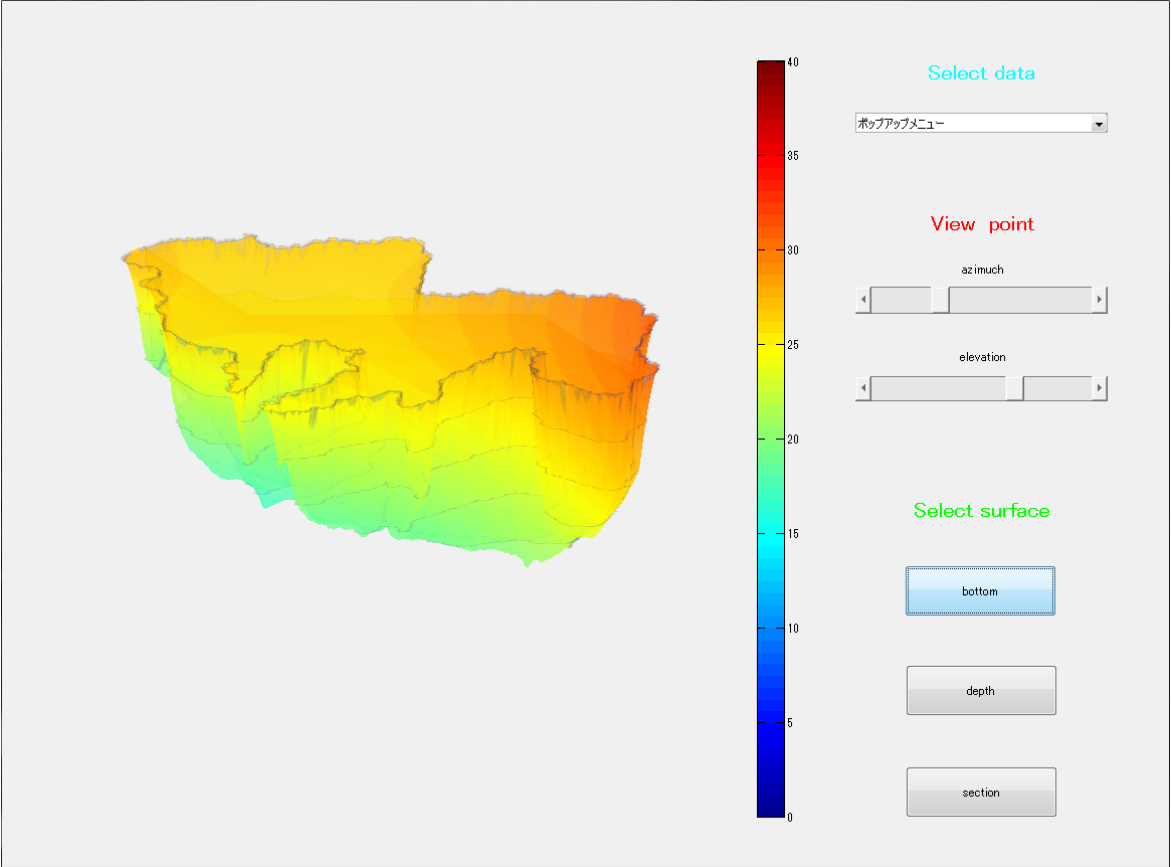 40
35
30
25
20
15
10
5
0
Select data
ポップアップメニュー
View point
azimuch
elevation
Select surface
bottom
depth
section